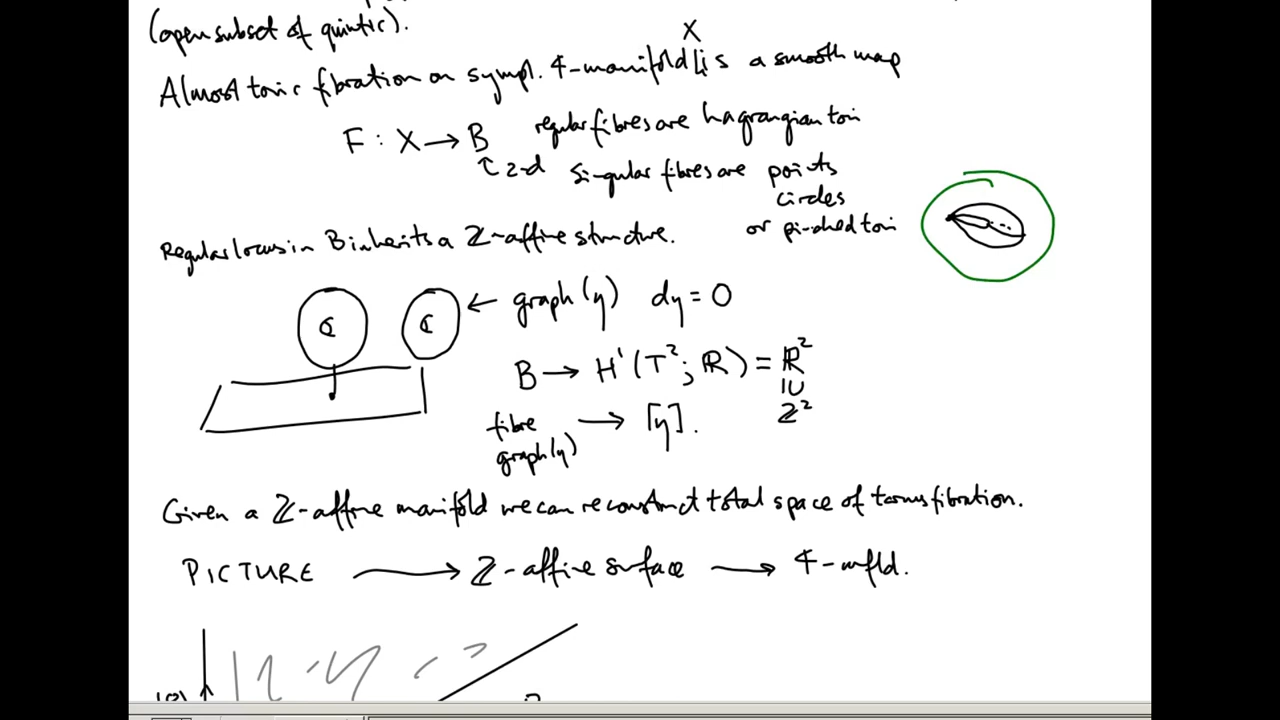 (open subset of quintic).
X
Almost toric fibration on sympl. 4-manifold is a smooth map
F : X → B regular fibres are Lagrangian tori
2-d singular fibres are points
circles
or pinched tori
Regular locus in B inherits a ℤ-affine structure.
← graph(η) dη = 0
B → H¹(T²; ℝ) = ℝ²
∪
ℤ²
fibre → [η].
graph(η)
Given a ℤ-affine manifold we can reconstruct total space of torus fibration.
PICTURE → ℤ-affine surface → 4-mfld.